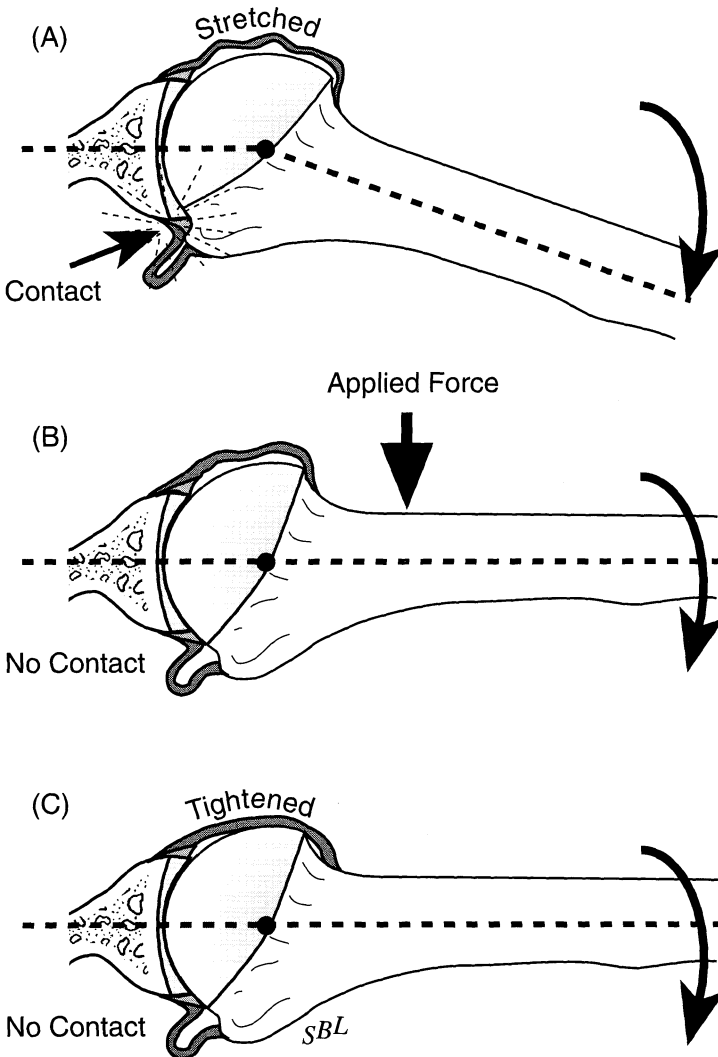 (A)
Stretched
Contact
Applied Force
(B)
No Contact
(C)
Tightened
No Contact
SBL